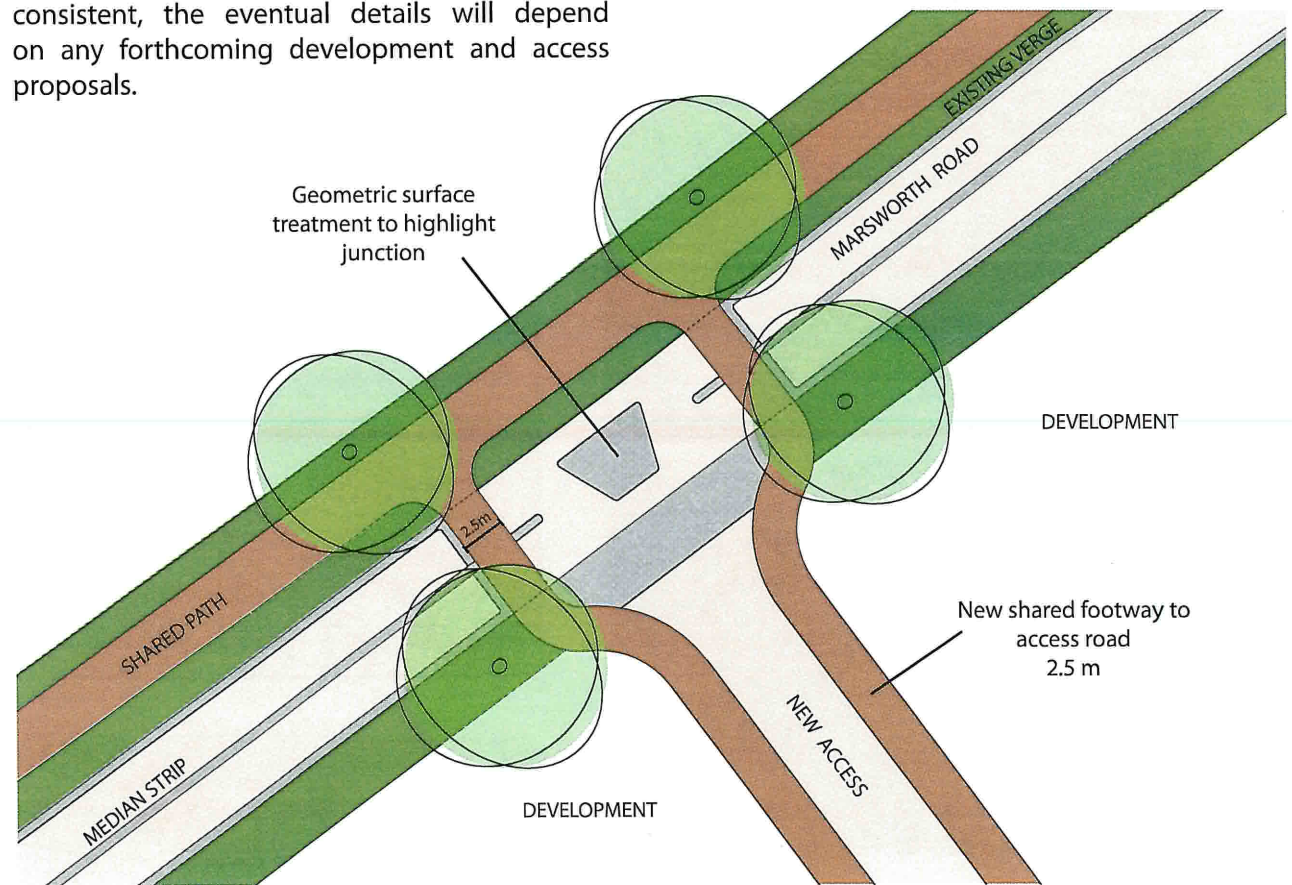 consistent, the eventual details will depend
on any forthcoming development and access
proposals.
EXISTING VERGE
MARSWORTH ROAD
Geometric surface
treatment to highlight
junction
DEVELOPMENT
2.5m
SHARED PATH
New shared footway to
access road
2.5 m
NEW ACCESS
MEDIAN STRIP
DEVELOPMENT